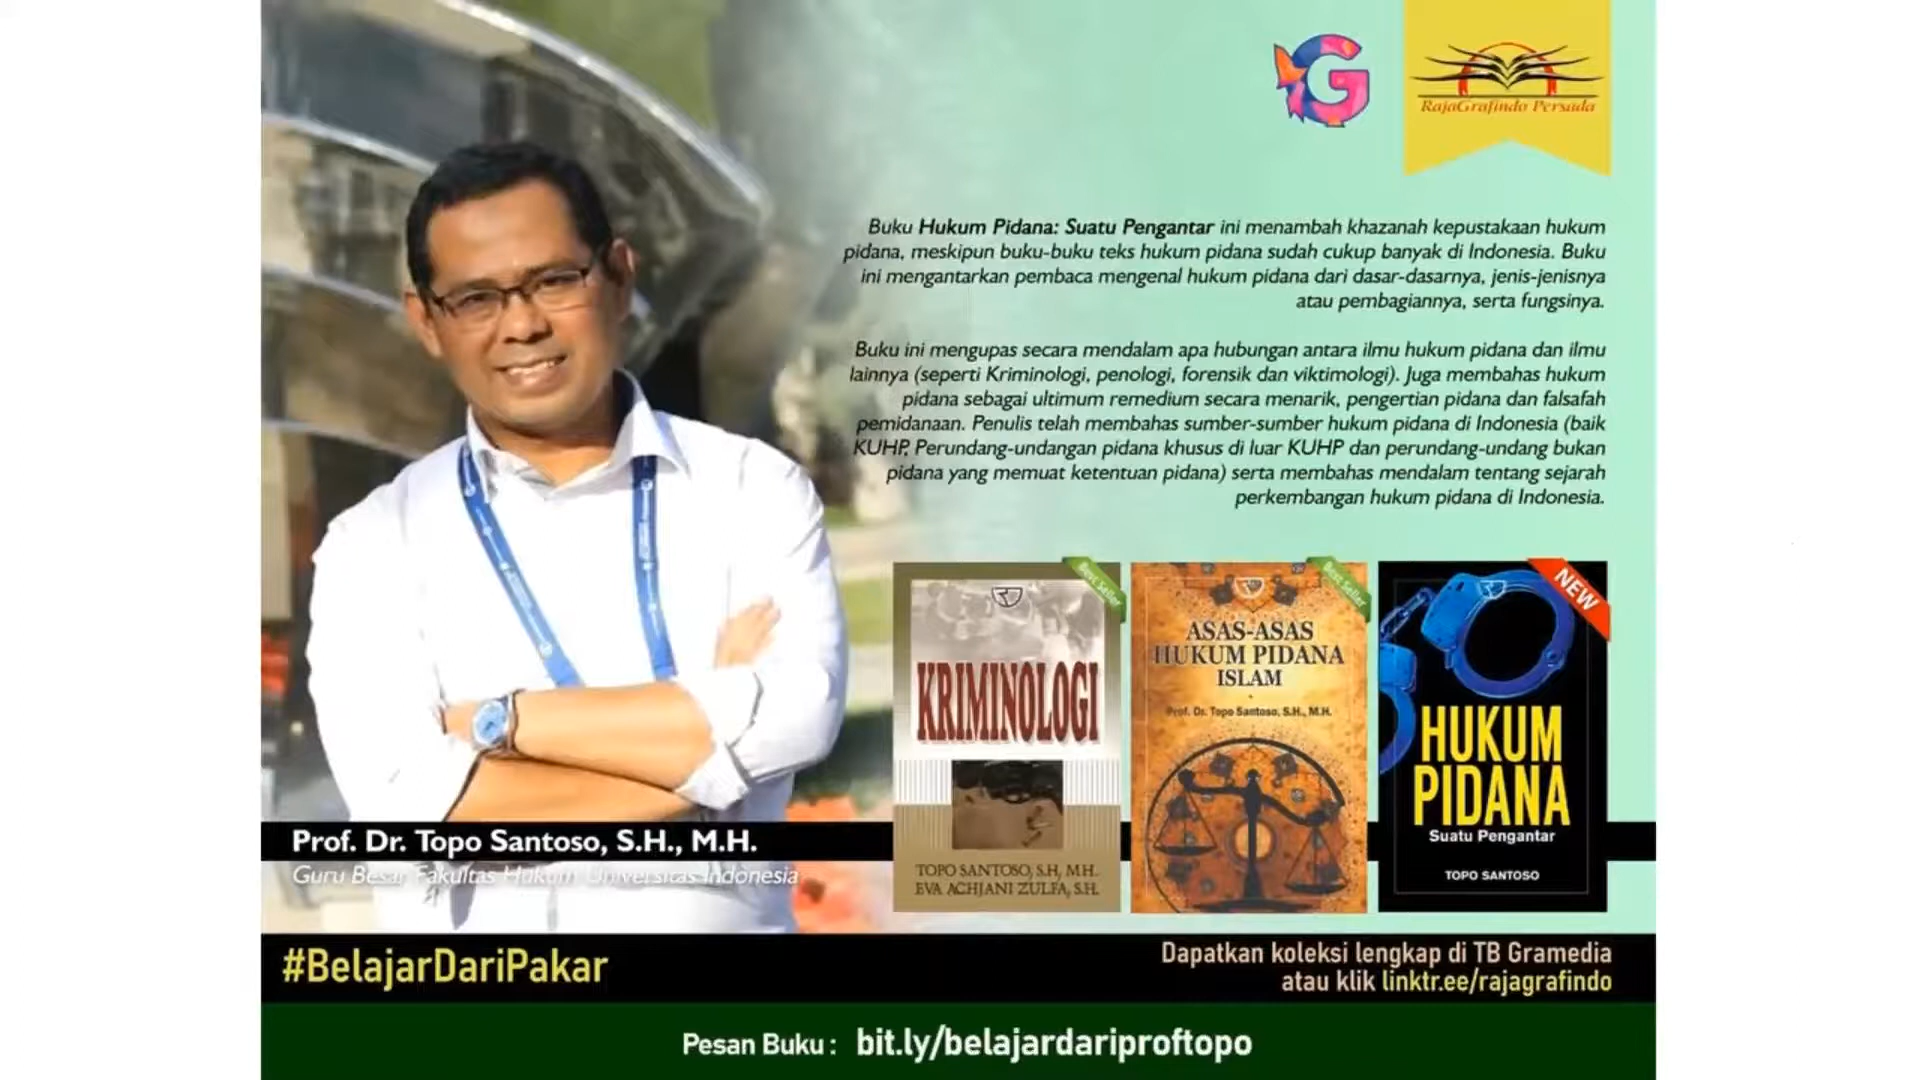 G
RajaGrafindo Persada
Buku Hukum Pidana: Suatu Pengantar ini menambah khazanah kepustakaan hukum
pidana, meskipun buku-buku teks hukum pidana sudah cukup banyak di Indonesia. Buku
ini mengantarkan pembaca mengenal hukum pidana dari dasar-dasarnya, jenis-jenisnya
atau pembagiannya, serta fungsinya.
Buku ini mengupas secara mendalam apa hubungan antara ilmu hukum pidana dan ilmu
lainnya (seperti Kriminologi, penologi, forensik dan viktimologi). Juga membahas hukum
pidana sebagai ultimum remedium secara menarik, pengertian pidana dan falsafah
pemidanaan. Penulis telah membahas sumber-sumber hukum pidana di Indonesia (baik
KUHP, Perundang-undangan pidana khusus di luar KUHP dan perundang-undang bukan
pidana yang memuat ketentuan pidana) serta membahas mendalam tentang sejarah
perkembangan hukum pidana di Indonesia.
Best Seller
KRIMINOLOGI
TOPO SANTOSO, S.H, M.H.
EVA ACHJANI ZULFA, S.H.
Best Seller
ASAS-ASAS
HUKUM PIDANA
ISLAM
Prof. Dr. Topo Santoso, S.H., M.H.
NEW
HUKUM
PIDANA
Suatu Pengantar
TOPO SANTOSO
Prof. Dr. Topo Santoso, S.H., M.H.
Guru Besar Fakultas Hukum Universitas Indonesia
#BelajarDariPakar
Dapatkan koleksi lengkap di TB Gramedia
atau klik linktr.ee/rajagrafindo
Pesan Buku : bit.ly/belajardariproftopo